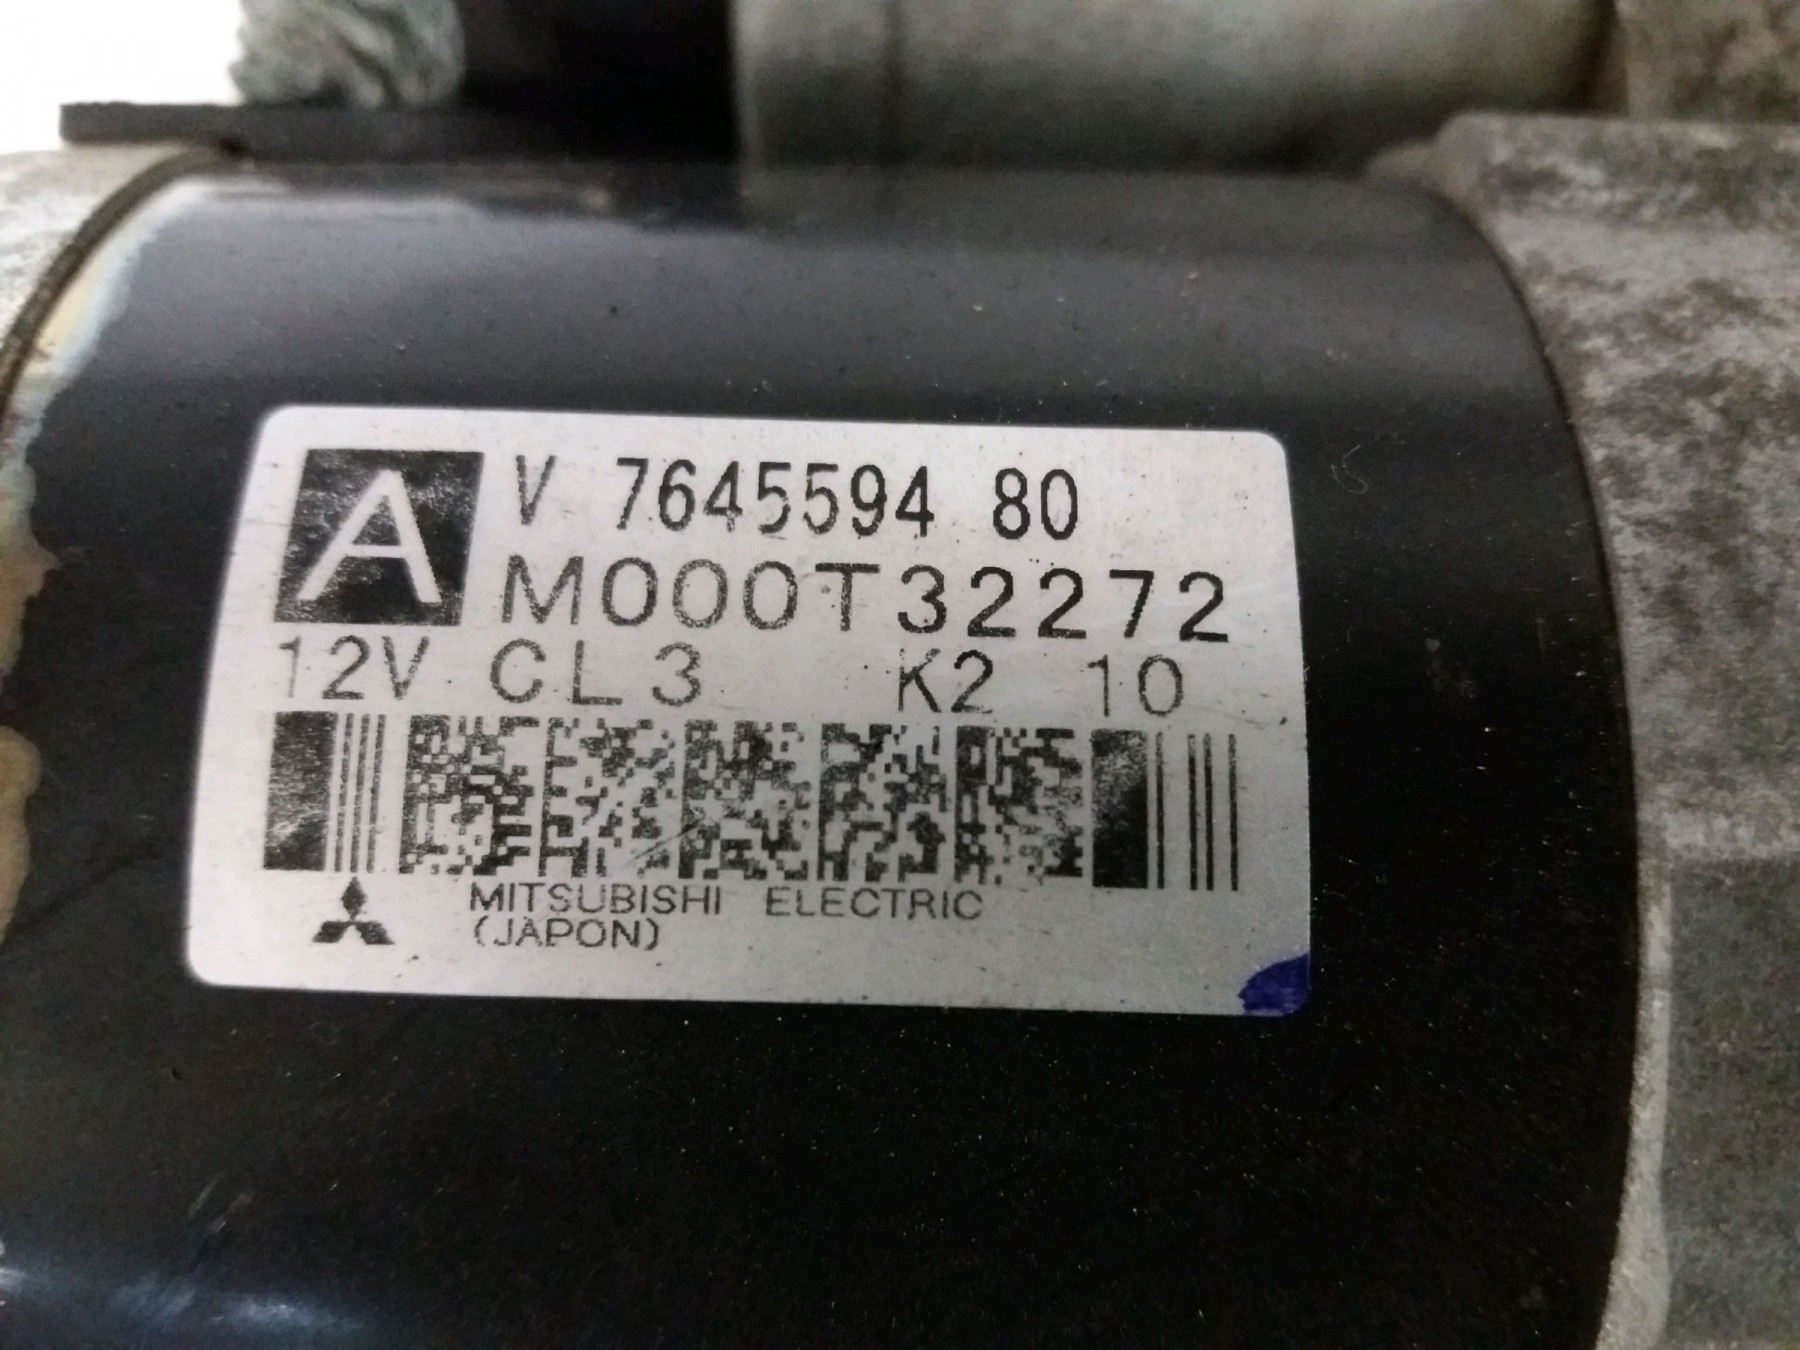 A V 7645594 80
M000T32272
12V CL3 K2 10
MITSUBISHI ELECTRIC
(JAPON)